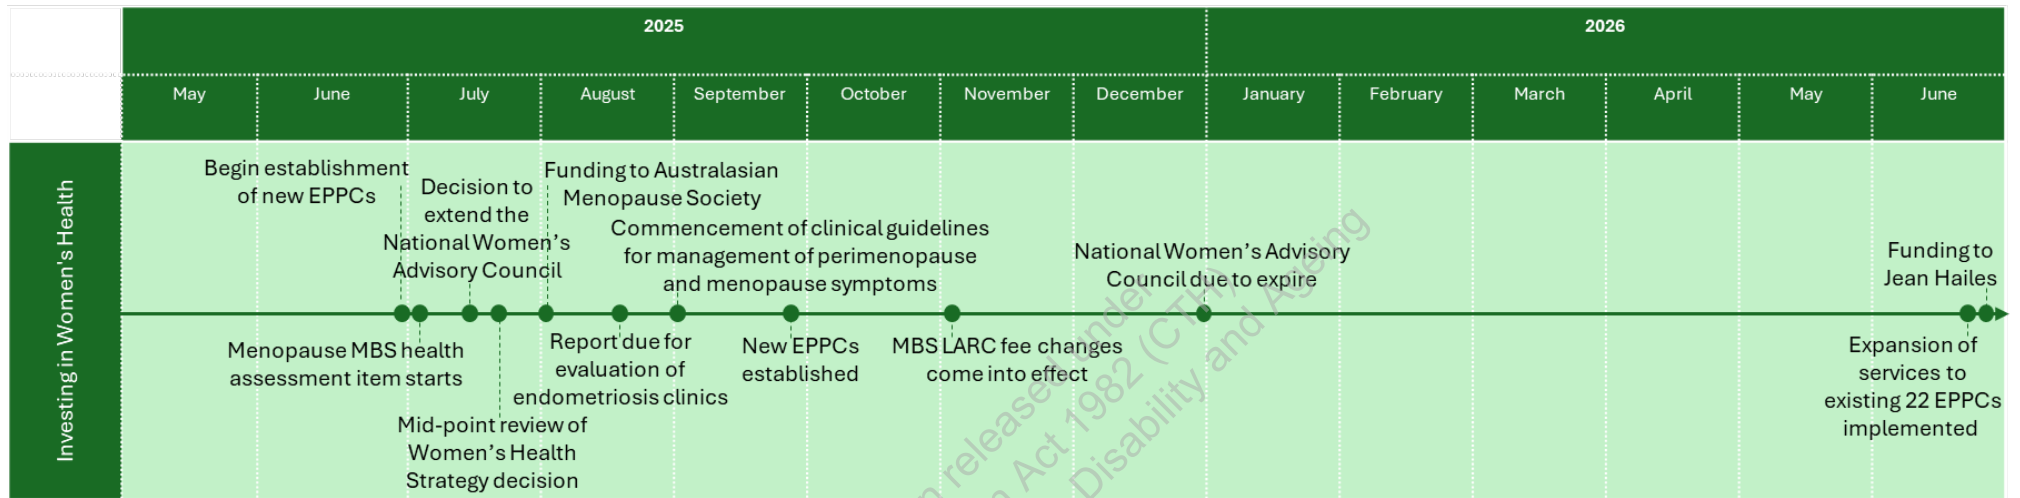 2025
2026
May
June
July
August
September
October
November
December
January
February
March
April
May
June
Investing in Women's Health
Begin establishment
of new EPPCs
Menopause MBS health
assessment item starts
Decision to
extend the
National Women's
Advisory Council
Mid-point review of
Women's Health
Strategy decision
Funding to Australasian
Menopause Society
Report due for
evaluation of
endometriosis clinics
Commencement of clinical guidelines
for management of perimenopause
and menopause symptoms
New EPPCs
established
MBS LARC fee changes
come into effect
National Women's Advisory
Council due to expire
Expansion of
services to
existing 22 EPPCs
implemented
Funding to
Jean Hailes
released under
Act 1982 (CTH)
Disability and Ageing